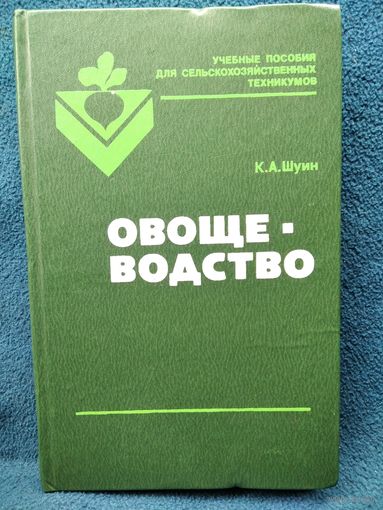 УЧЕБНЫЕ ПОСОБИЯ
ДЛЯ СЕЛЬСКОХОЗЯЙСТВЕННЫХ
ТЕХНИКУМОВ
К.А.Шуин
ОВОЩЕ-
ВОДСТВО